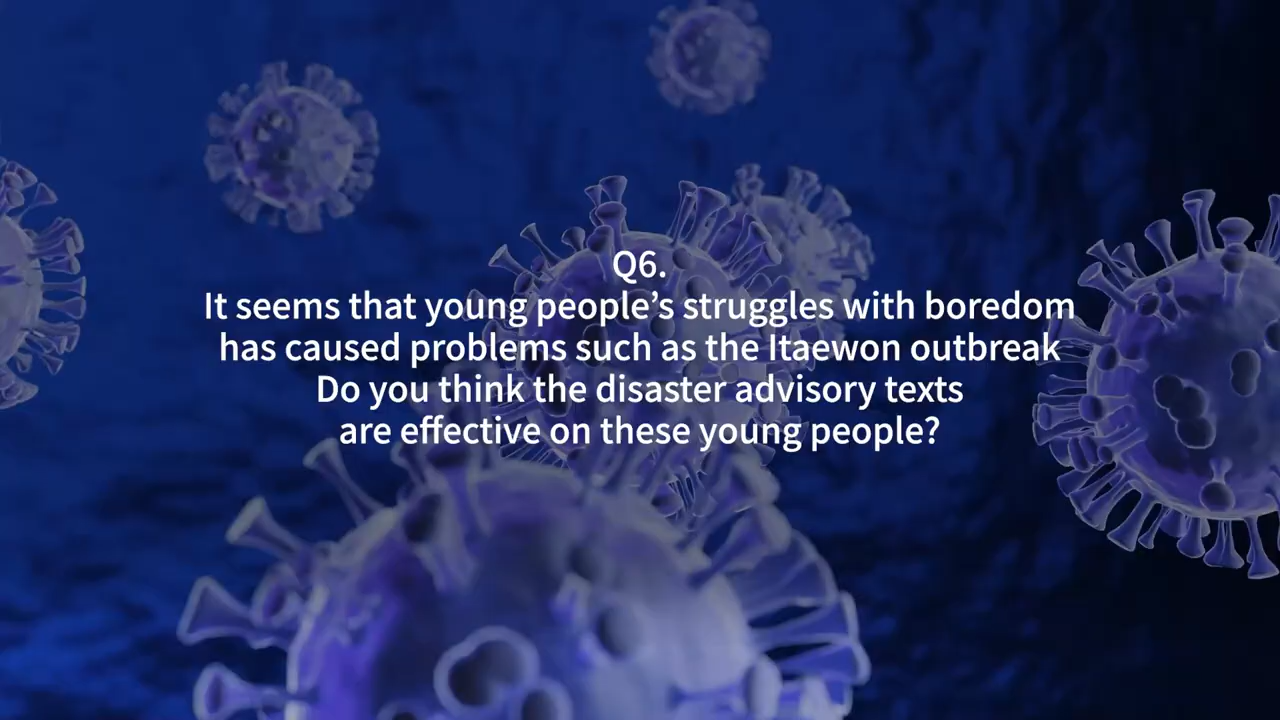 Q6.
It seems that young people’s struggles with boredom
has caused problems such as the Itaewon outbreak
Do you think the disaster advisory texts
are effective on these young people?